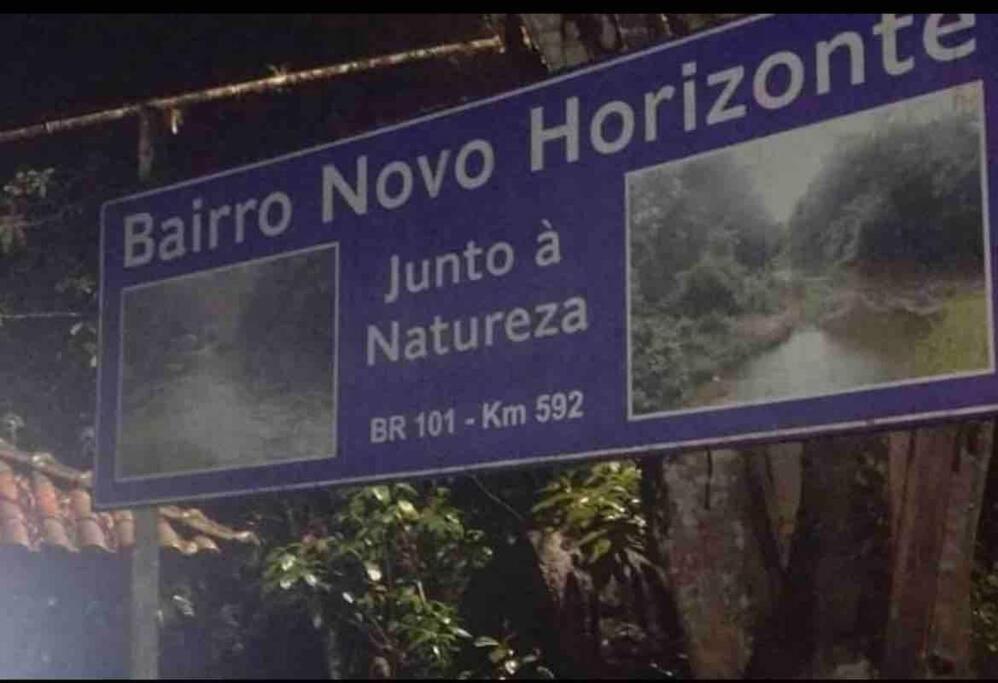 Bairro Novo Horizonte
Junto à
Natureza
BR 101 - Km 592